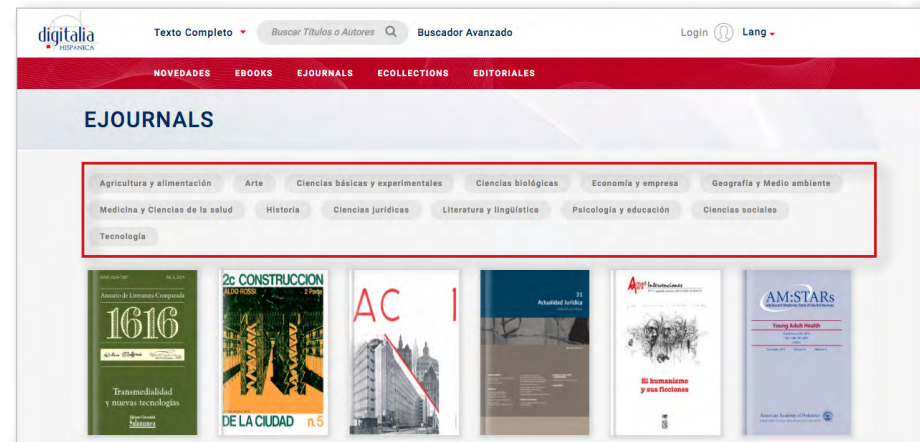 digitalia
HISPANICA
Texto Completo
Buscar Títulos o Autores
Buscador Avanzado
Login
Lang
NOVEDADES EBOOKS EJOURNALS ECOLLECTIONS EDITORIALES
EJOURNALS
Agricultura y alimentación Arte Ciencias básicas y experimentales Ciencias biológicas Economía y empresa Geografía y Medio ambiente
Medicina y Ciencias de la salud Historia Ciencias jurídicas Literatura y lingüística Psicología y educación Ciencias sociales
Tecnología
Anuario de Literatura Comparada
1616
Transmedialidad
y nuevas tecnologías
Salamanca
2c CONSTRUCCION
ALDO ROSSI 2 Parte
DE LA CIUDAD n.5
AC 1
31
Actualidad Jurídica
Intervenciones
El humanismo
y sus ficciones
AM:STARs
Young Adult Health
American Academy of Pediatrics